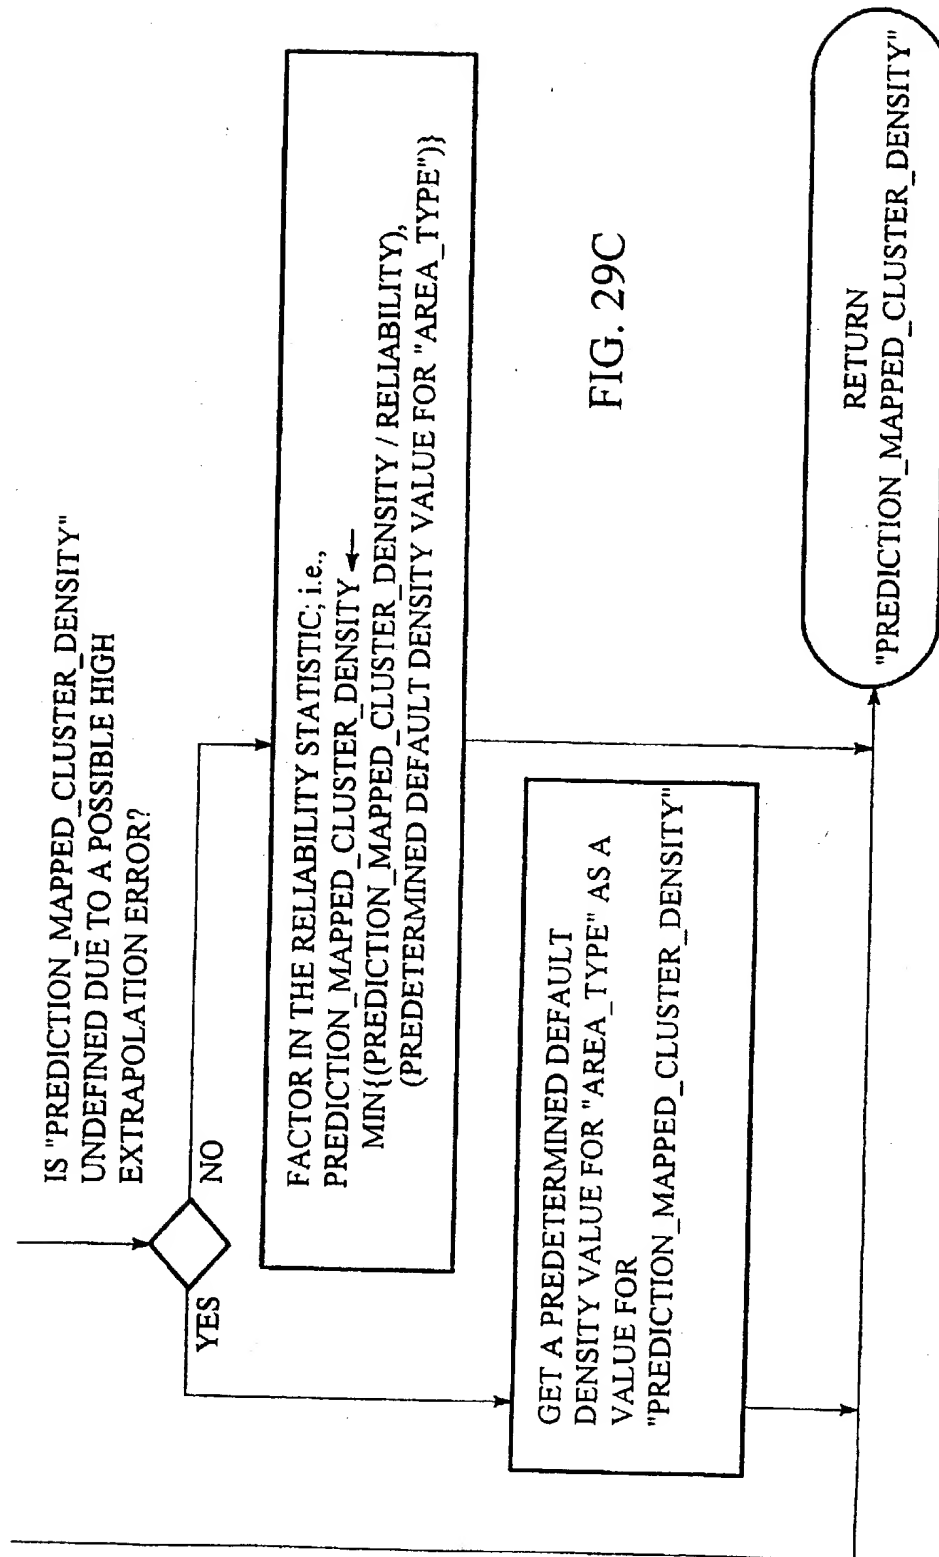 IS "PREDICTION_MAPPED_CLUSTER_DENSITY"
UNDEFINED DUE TO A POSSIBLE HIGH
EXTRAPOLATION ERROR?
YES
NO
FACTOR IN THE RELIABILITY STATISTIC; i.e.,
PREDICTION_MAPPED_CLUSTER_DENSITY ←
MIN{(PREDICTION_MAPPED_CLUSTER_DENSITY / RELIABILITY),
(PREDETERMINED DEFAULT DENSITY VALUE FOR "AREA_TYPE")}
GET A PREDETERMINED DEFAULT
DENSITY VALUE FOR "AREA_TYPE" AS A
VALUE FOR
"PREDICTION_MAPPED_CLUSTER_DENSITY"
FIG. 29C
RETURN
"PREDICTION_MAPPED_CLUSTER_DENSITY"